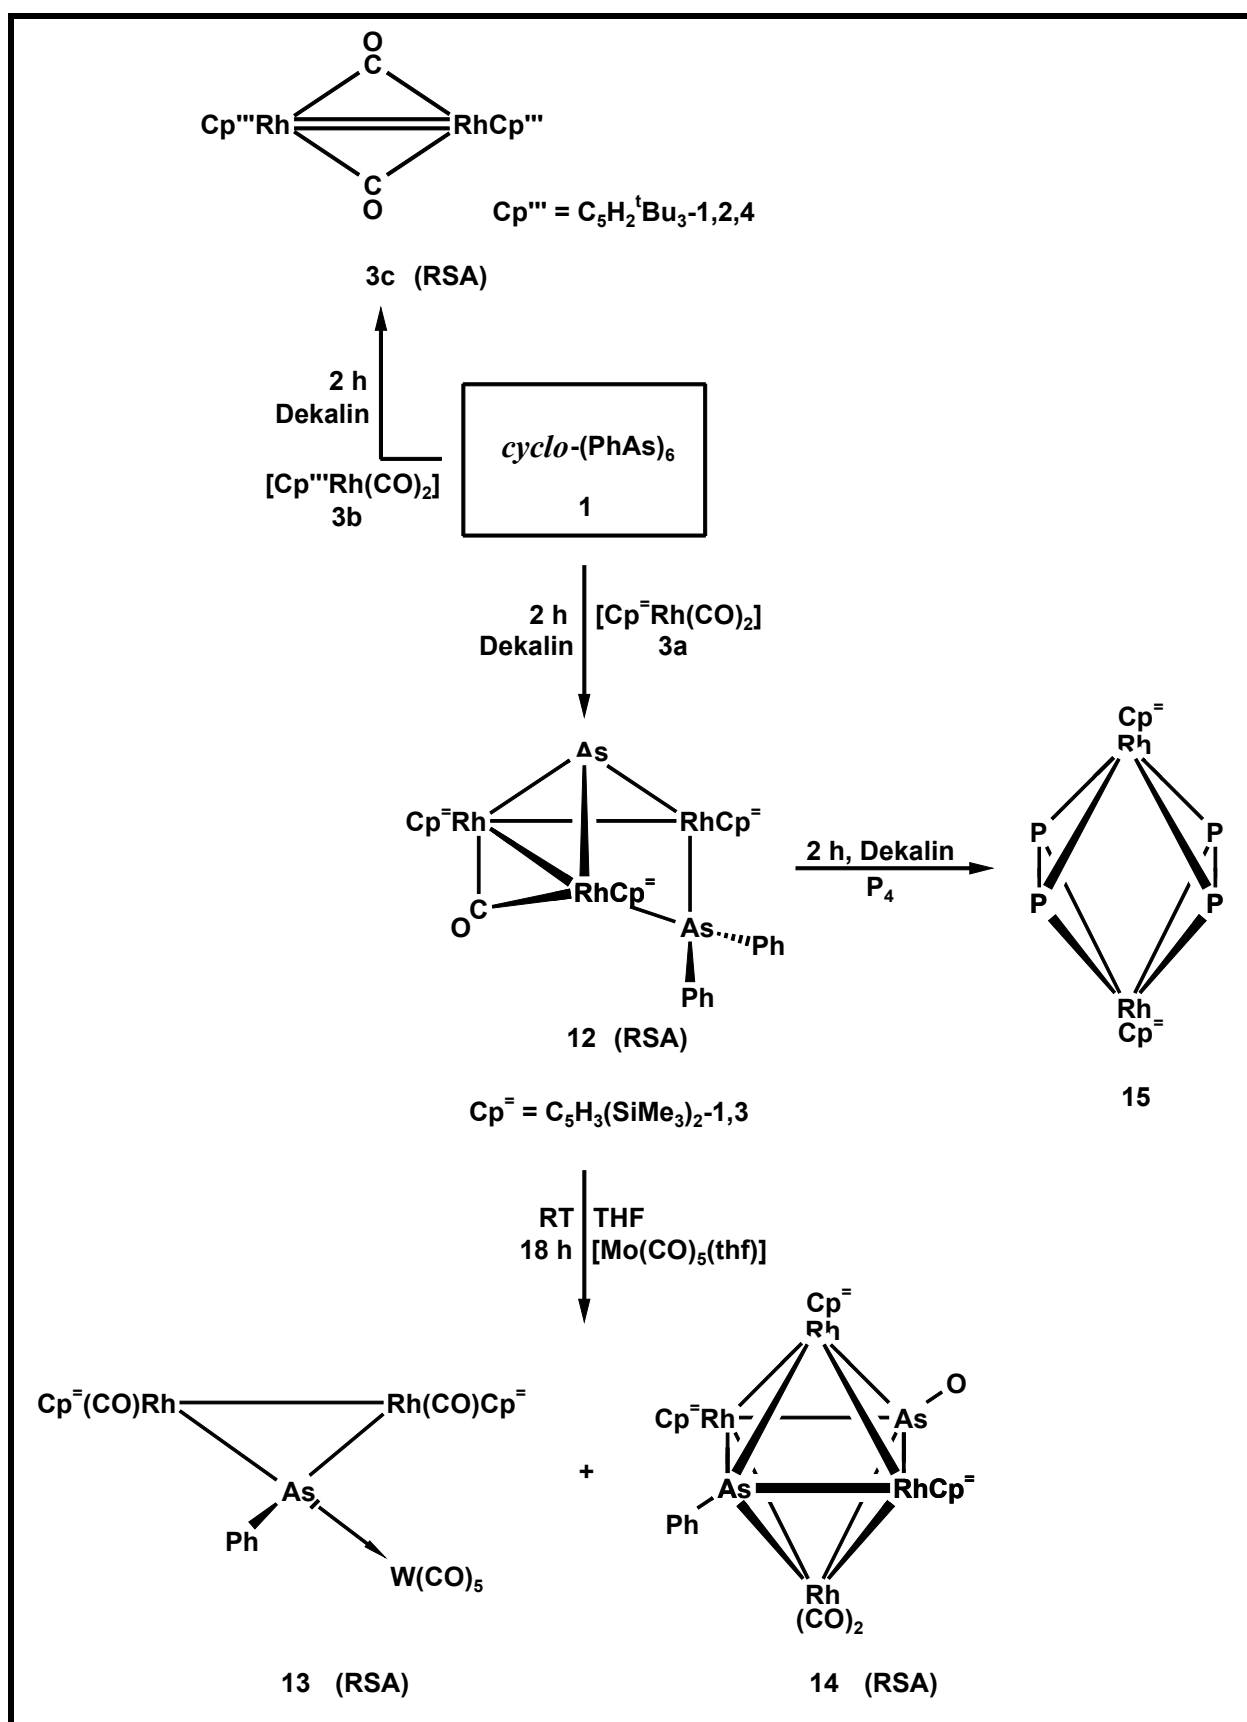 O
C
Cp'''Rh RhCp'''
C
O
Cp''' = C₅H₂ᵗBu₃-1,2,4
3c (RSA)
2 h
Dekalin
[Cp'''Rh(CO)₂]
3b
cyclo-(PhAs)₆
1
2 h [Cp⁼Rh(CO)₂]
Dekalin 3a
As
Cp⁼Rh RhCp⁼
RhCp⁼
C
O
As
Ph
Ph
12 (RSA)
2 h, Dekalin
P₄
Cp⁼
Rh
P P
P P
Rh
Cp⁼
15
Cp⁼ = C₅H₃(SiMe₃)₂-1,3
RT THF
18 h [Mo(CO)₅(thf)]
Cp⁼(CO)Rh Rh(CO)Cp⁼
As
Ph
W(CO)₅
13 (RSA)
+
Cp⁼
Rh
O
Cp⁼Rh As
As RhCp⁼
Ph
Rh
(CO)₂
14 (RSA)